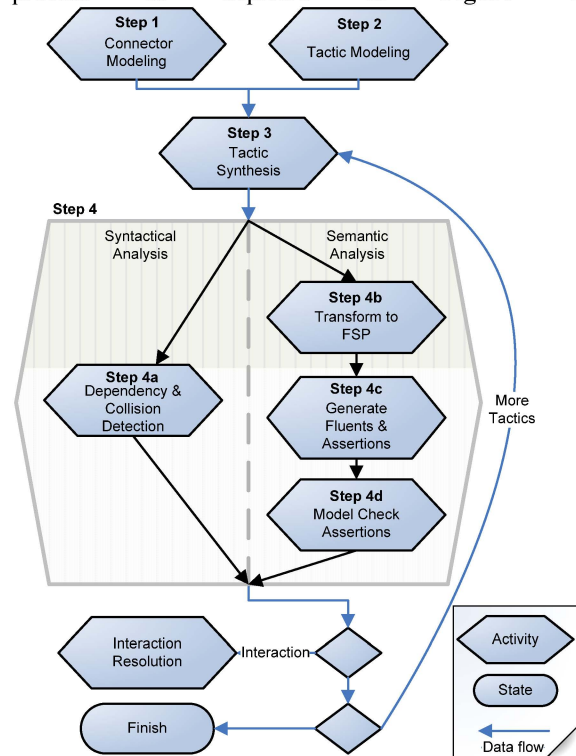 Step 1
Connector
Modeling
Step 2
Tactic Modeling
Step 3
Tactic
Synthesis
Step 4
Syntactical
Analysis
Semantic
Analysis
Step 4b
Transform to
FSP
Step 4a
Dependency &
Collision
Detection
Step 4c
Generate
Fluents &
Assertions
More
Tactics
Step 4d
Model Check
Assertions
Interaction
Resolution
Interaction
Finish
Activity
State
Data flow